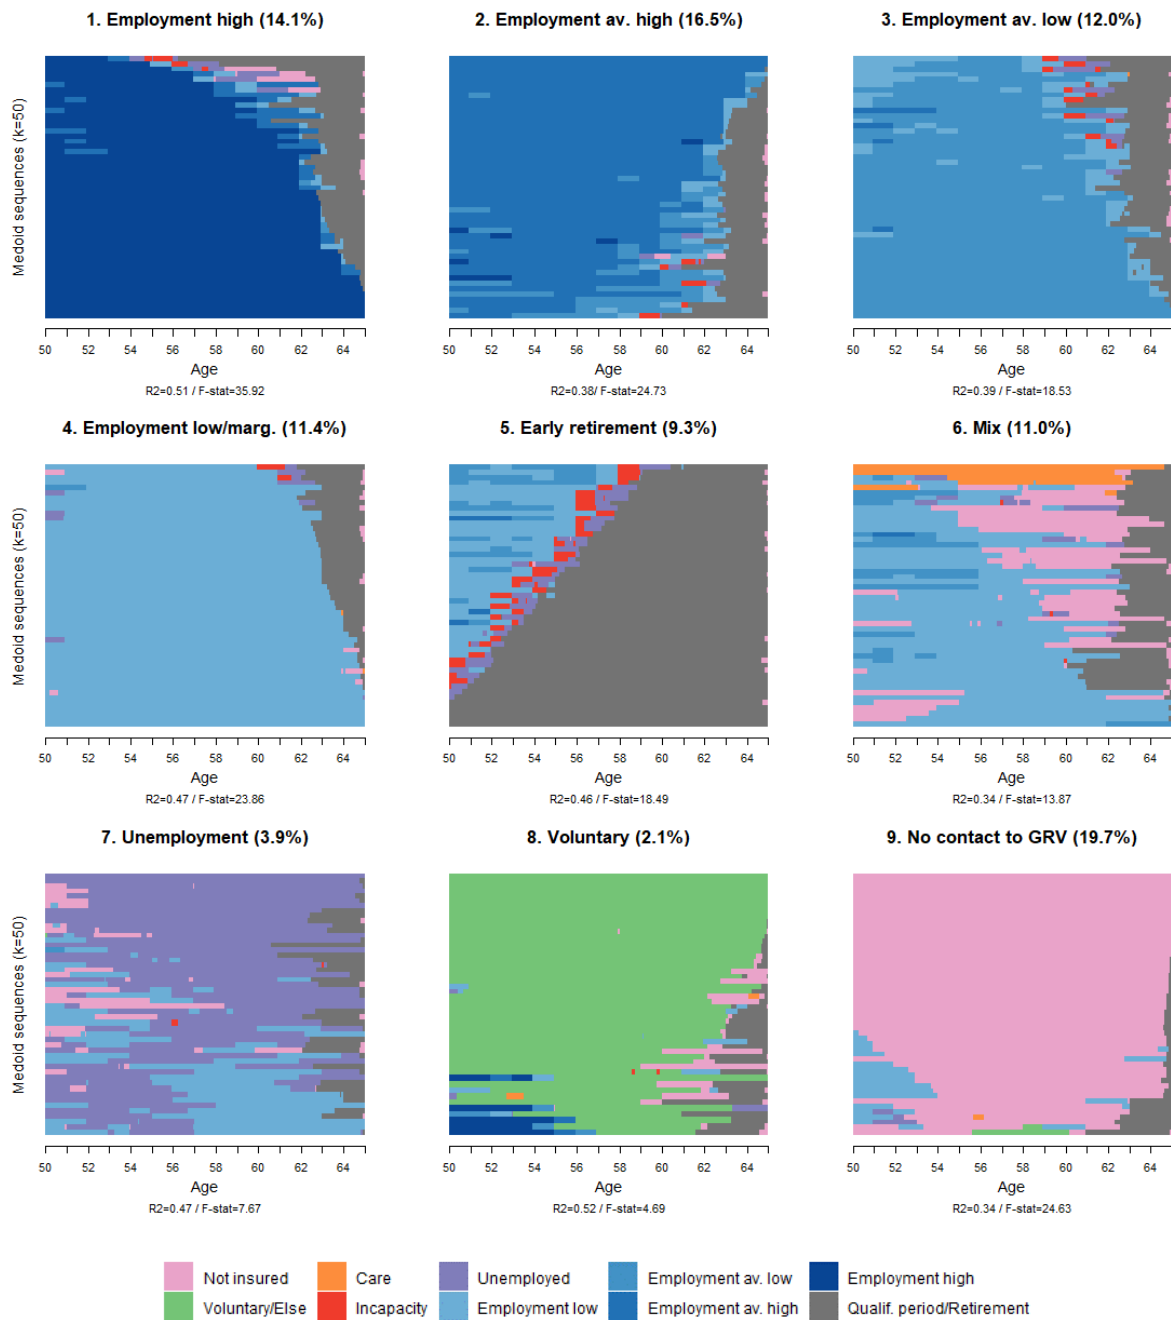 1. Employment high (14.1%)
2. Employment av. high (16.5%)
3. Employment av. low (12.0%)
Medoid sequences (k=50)
50 52 54 56 58 60 62 64
50 52 54 56 58 60 62 64
50 52 54 56 58 60 62 64
Age
Age
Age
R2=0.51 / F-stat=35.92
R2=0.38/ F-stat=24.73
R2=0.39 / F-stat=18.53
4. Employment low/marg. (11.4%)
5. Early retirement (9.3%)
6. Mix (11.0%)
Medoid sequences (k=50)
50 52 54 56 58 60 62 64
50 52 54 56 58 60 62 64
50 52 54 56 58 60 62 64
Age
Age
Age
R2=0.47 / F-stat=23.86
R2=0.46 / F-stat=18.49
R2=0.34 / F-stat=13.87
7. Unemployment (3.9%)
8. Voluntary (2.1%)
9. No contact to GRV (19.7%)
Medoid sequences (k=50)
50 52 54 56 58 60 62 64
50 52 54 56 58 60 62 64
50 52 54 56 58 60 62 64
Age
Age
Age
R2=0.47 / F-stat=7.67
R2=0.52 / F-stat=4.69
R2=0.34 / F-stat=24.63
Not insured
Care
Unemployed
Employment av. low
Employment high
Voluntary/Else
Incapacity
Employment low
Employment av. high
Qualif. period/Retirement